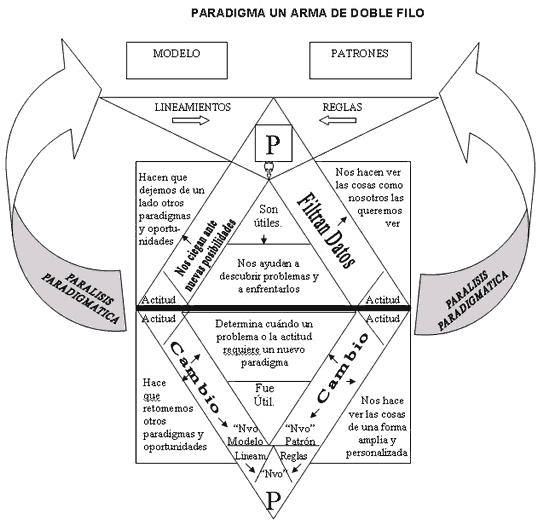 PARADIGMA UN ARMA DE DOBLE FILO
MODELO
PATRONES
LINEAMIENTOS
REGLAS
P
Hacen que
dejemos de un
lado otros
paradigmas
y oportu-
nidades
Nos ciegan ante
nuevas posibilidades
Son
útiles.
Nos ayudan a
descubrir problemas y
a enfrentarlos
Filtran Datos
Nos hacen ver
las cosas como
nosotros las
queremos
ver
PARALISIS
PARADIGMATICA
PARALISIS
PARADIGMATICA
Actitud
Actitud
Actitud
Actitud
Determina cuándo un
problema o la actitud
requiere un nuevo
paradigma
Fue
Útil.
Cambio
Cambio
Hace
que
retomemos
otros
paradigmas y
oportunidades
Nos hace
ver las cosas
de una forma
amplia y
personalizada
"Nvo
Modelo
"Nvo"
Patrón
Lineam.
Reglas
"Nvo"
P